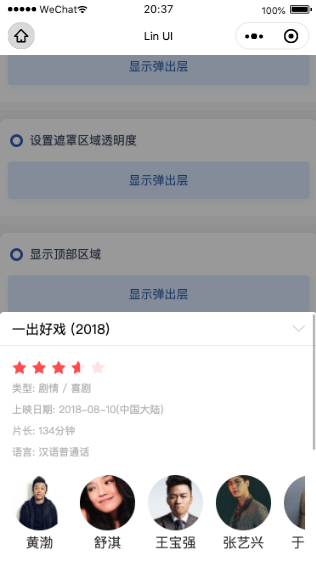 WeChat
20:37
100%
Lin UI
显示弹出层
设置遮罩区域透明度
显示弹出层
显示顶部区域
显示弹出层
一出好戏 (2018)
类型: 剧情 / 喜剧
上映日期: 2018-08-10(中国大陆)
片长: 134分钟
语言: 汉语普通话
黄渤 舒淇 王宝强 张艺兴 于